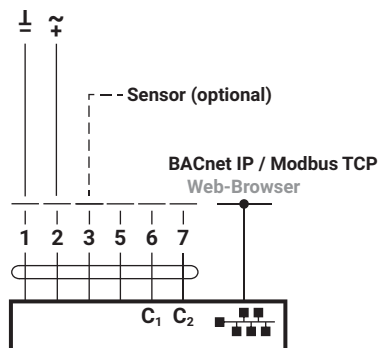 ⊥ ~
– +
Sensor (optional)
BACnet IP / Modbus TCP
Web-Browser
1 2 3 5 6 7
C₁ C₂